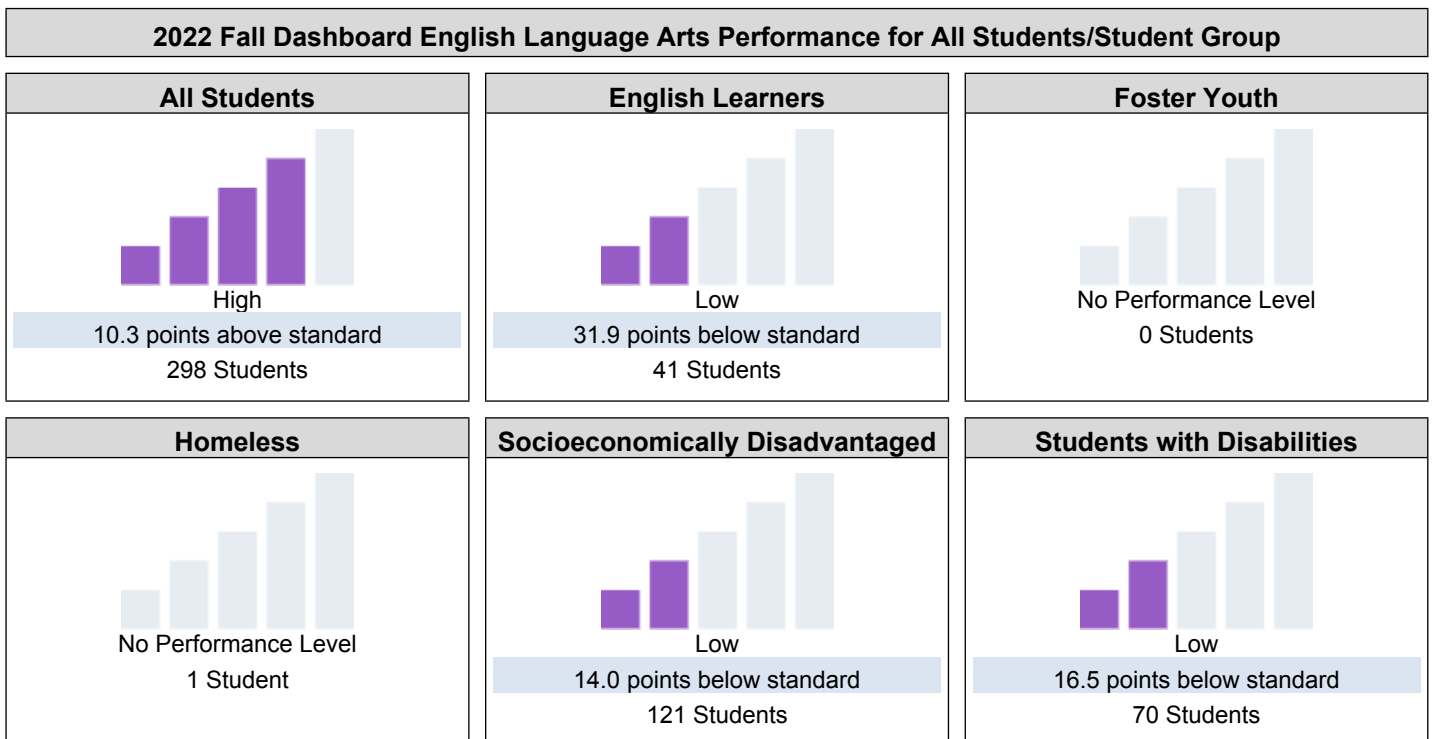 2022 Fall Dashboard English Language Arts Performance for All Students/Student Group
All Students
High
10.3 points above standard
298 Students
English Learners
Low
31.9 points below standard
41 Students
Foster Youth
No Performance Level
0 Students
Homeless
No Performance Level
1 Student
Socioeconomically Disadvantaged
Low
14.0 points below standard
121 Students
Students with Disabilities
Low
16.5 points below standard
70 Students